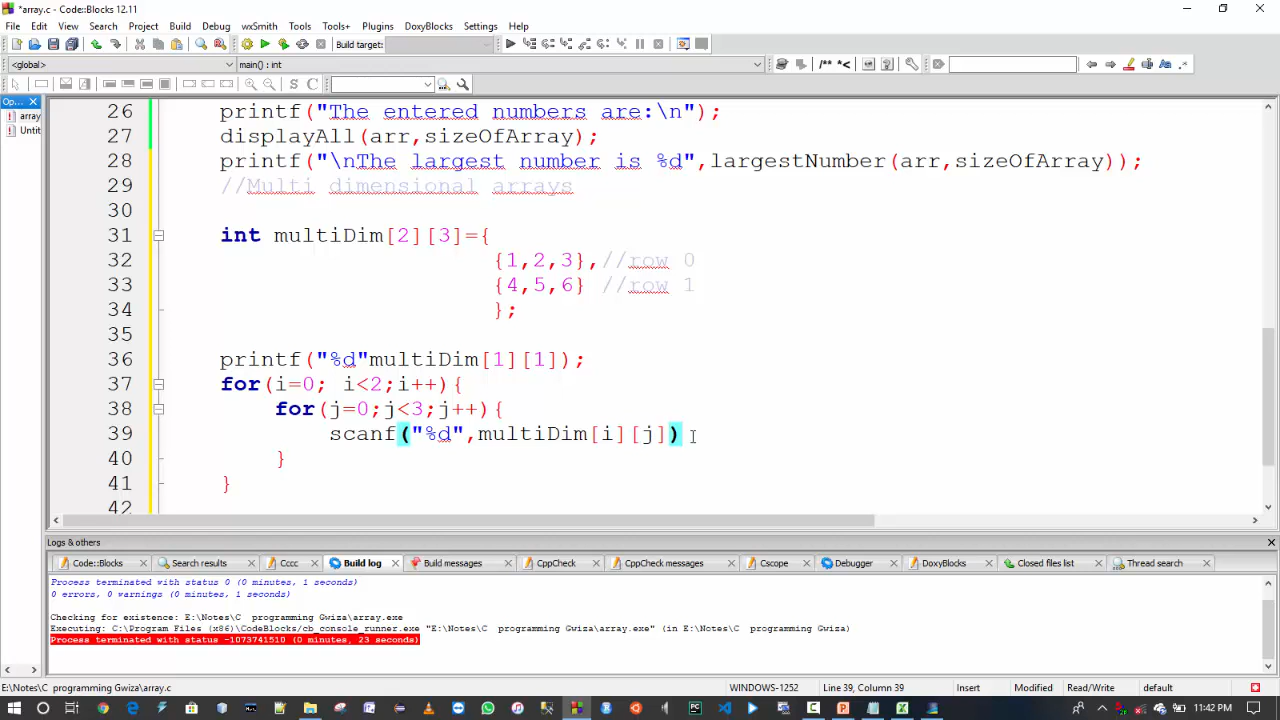 *array.c - Code::Blocks 12.11
File Edit View Search Project Build Debug wxSmith Tools Tools+ Plugins DoxyBlocks Settings Help
Build target:
/** *<
<global> main() : int
S C
Op...
array
Untit
26 printf("The entered numbers are:\n");
27 displayAll(arr,sizeOfArray);
28 printf("\nThe largest number is %d",largestNumber(arr,sizeOfArray));
29 //Multi dimensional arrays
30
31 int multiDim[2][3]={
32 {1,2,3},//row 0
33 {4,5,6} //row 1
34 };
35
36 printf("%d"multiDim[1][1]);
37 for(i=0; i<2;i++){
38 for(j=0;j<3;j++){
39 scanf("%d",multiDim[i][j])
40 }
41 }
42
Logs & others
Code::Blocks Search results Cccc Build log Build messages CppCheck CppCheck messages Cscope Debugger DoxyBlocks Closed files list Thread search
Process terminated with status 0 (0 minutes, 1 seconds)
0 errors, 0 warnings (0 minutes, 1 seconds)
Checking for existence: E:\Notes\C  programming Gwiza\array.exe
Executing: C:\Program Files (x86)\CodeBlocks/cb_console_runner.exe "E:\Notes\C  programming Gwiza\array.exe" (in E:\Notes\C  programming Gwiza)
Process terminated with status -1073741510 (0 minutes, 23 seconds)
E:\Notes\C  programming Gwiza\array.c WINDOWS-1252 Line 39, Column 39 Insert Modified Read/Write default
11:42 PM